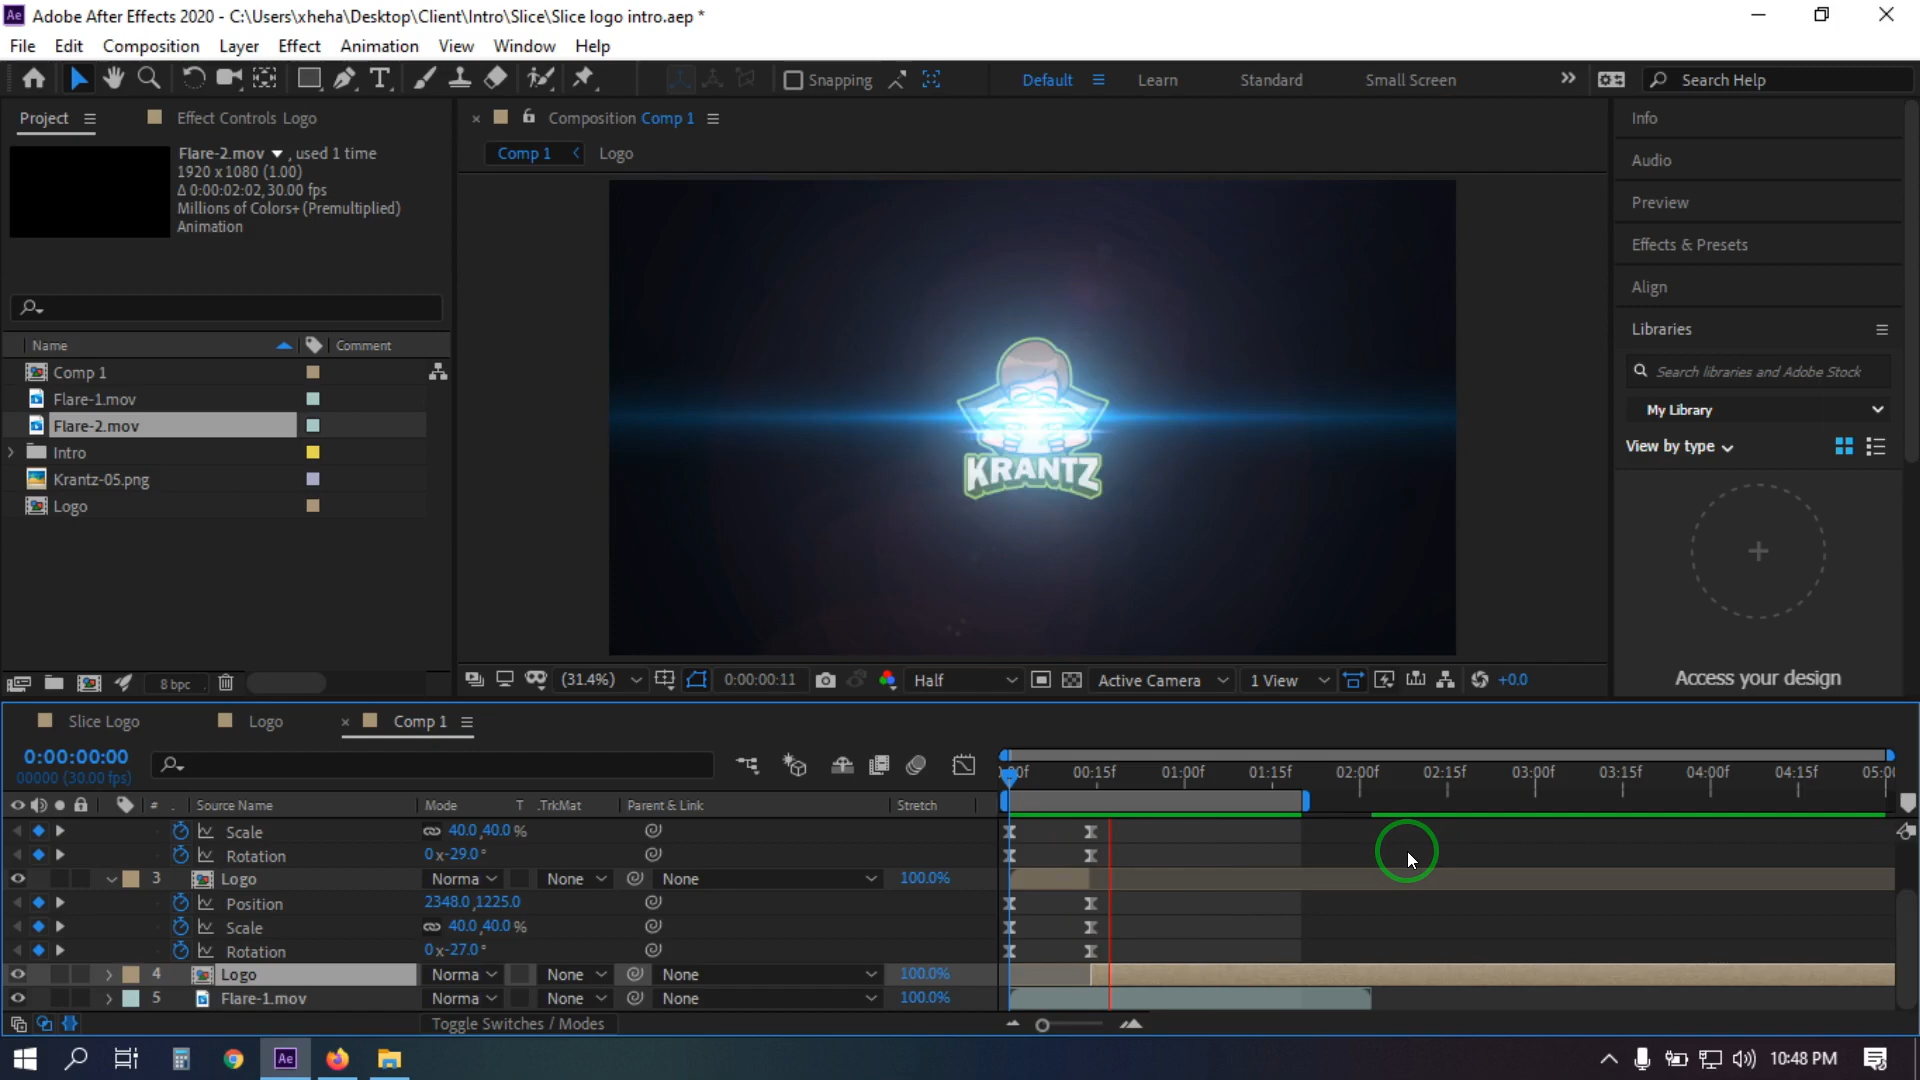 Ae Adobe After Effects 2020 - C:\Users\xheha\Desktop\Client\Intro\Slice\Slice logo intro.aep *
File Edit Composition Layer Effect Animation View Window Help
T Snapping Default Learn Standard Small Screen Search Help
Project Effect Controls Logo
Flare-2.mov , used 1 time
1920 x 1080 (1.00)
Δ 0:00:02:02, 30.00 fps
Millions of Colors+ (Premultiplied)
Animation
Name Comment
Comp 1
Flare-1.mov
Flare-2.mov
Intro
Krantz-05.png
Logo
8 bpc
Composition Comp 1
Comp 1 Logo
KRANTZ
(31.4%) 0:00:00:11 Half Active Camera 1 View +0.0
Info
Audio
Preview
Effects & Presets
Align
Libraries
Search libraries and Adobe Stock
My Library
View by type
Access your design
Slice Logo Logo Comp 1
0:00:00:00
00000 (30.00 fps)
00:15f 01:00f 01:15f 02:00f 02:15f 03:00f 03:15f 04:00f 04:15f
# Source Name Mode T .TrkMat Parent & Link Stretch
Scale 40.0,40.0 %
Rotation 0x-29.0°
3 Logo Norma None None 100.0%
Position 2348.0,1225.0
Scale 40.0,40.0 %
Rotation 0x-27.0°
4 Logo Norma None None 100.0%
5 Flare-1.mov Norma None None 100.0%
Toggle Switches / Modes
Ae 10:48 PM